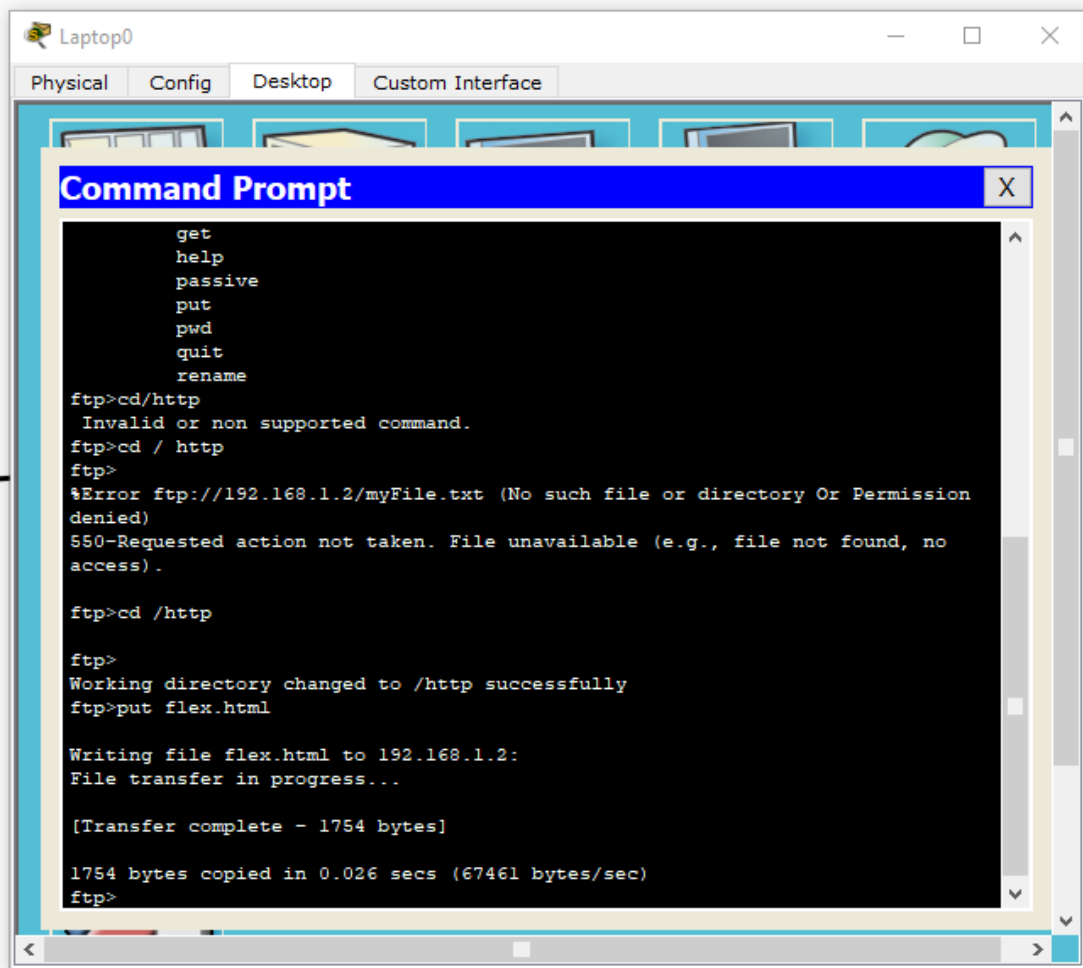 Laptop0
Physical Config Desktop Custom Interface
Command Prompt
X
get
help
passive
put
pwd
quit
rename
ftp>cd/http
Invalid or non supported command.
ftp>cd / http
ftp>
%Error ftp://192.168.1.2/myFile.txt (No such file or directory Or Permission
denied)
550-Requested action not taken. File unavailable (e.g., file not found, no
access).
ftp>cd /http
ftp>
Working directory changed to /http successfully
ftp>put flex.html
Writing file flex.html to 192.168.1.2:
File transfer in progress...
[Transfer complete - 1754 bytes]
1754 bytes copied in 0.026 secs (67461 bytes/sec)
ftp>